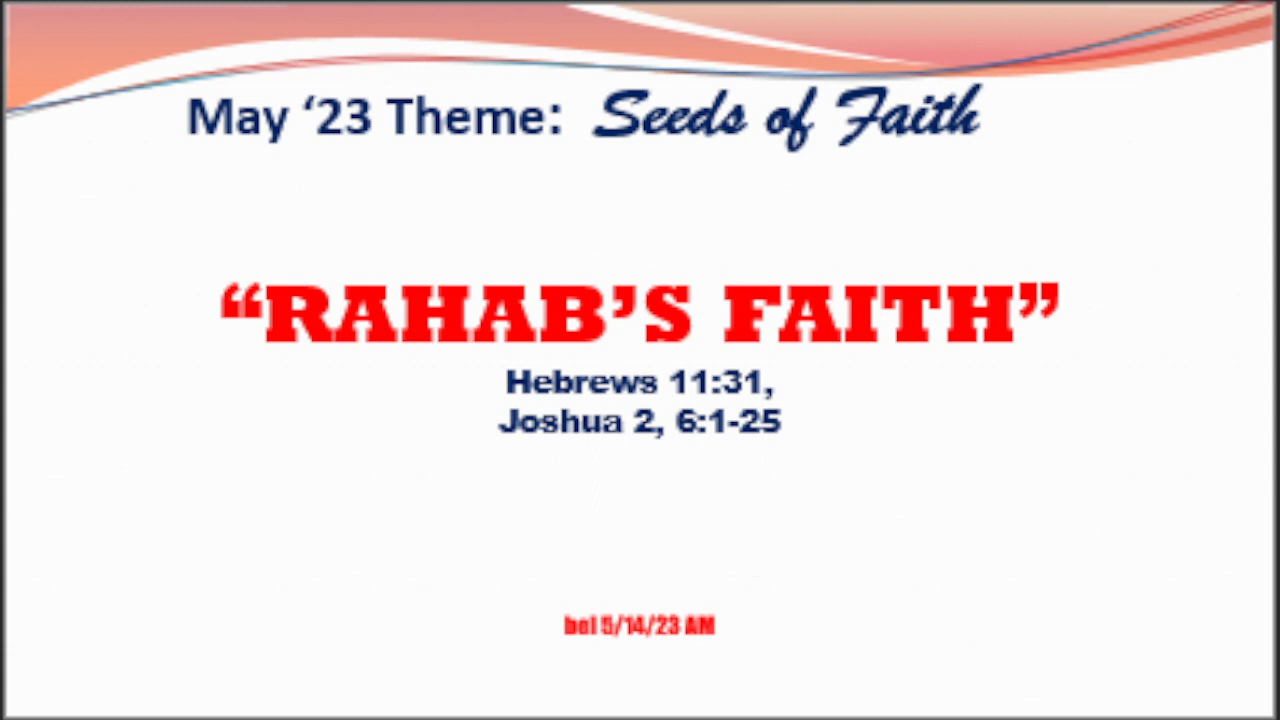 May ‘23 Theme: Seeds of Faith
“RAHAB’S FAITH”
Hebrews 11:31,
Joshua 2, 6:1-25
bel 5/14/23 AM